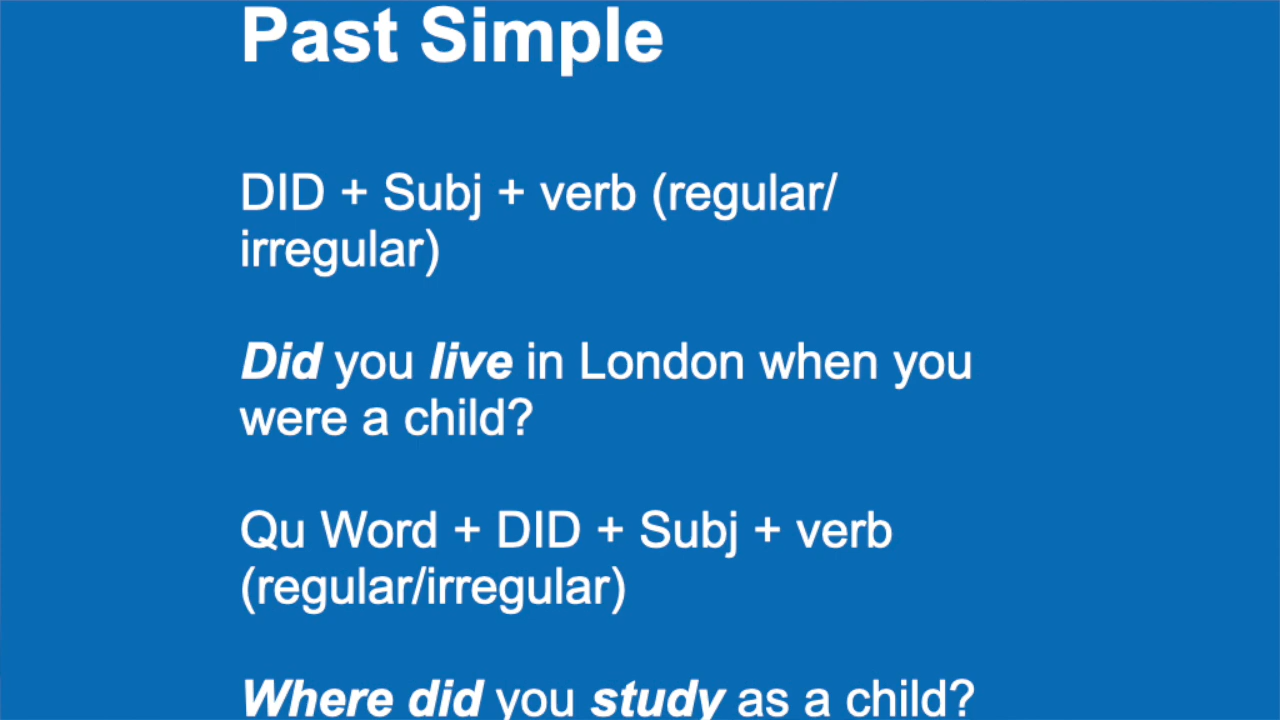 Past Simple
DID + Subj + verb (regular/
irregular)
Did you live in London when you
were a child?
Qu Word + DID + Subj + verb
(regular/irregular)
Where did you study as a child?